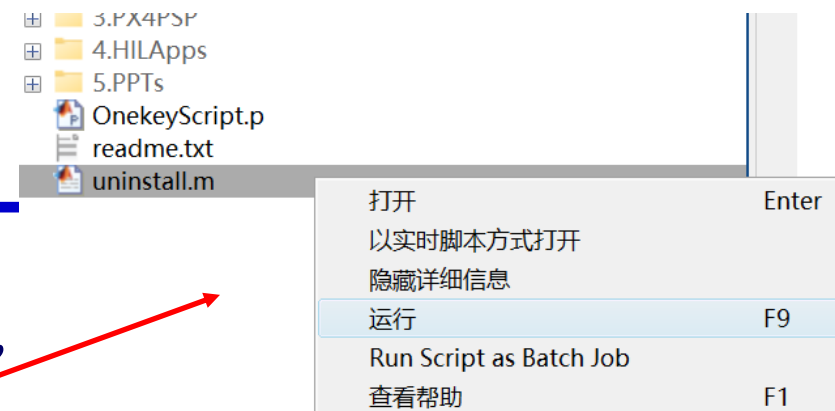 3.PX4PSP
4.HILApps
5.PPTs
OnekeyScript.p
readme.txt
uninstall.m
打开 Enter
以实时脚本方式打开
隐藏详细信息
运行 F9
Run Script as Batch Job
查看帮助 F1